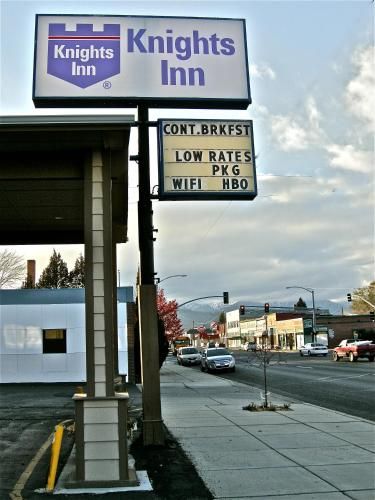 Knights
Inn
Knights
Inn
®
CONT.BRKFST
LOW RATES
PKG
WIFI HBO